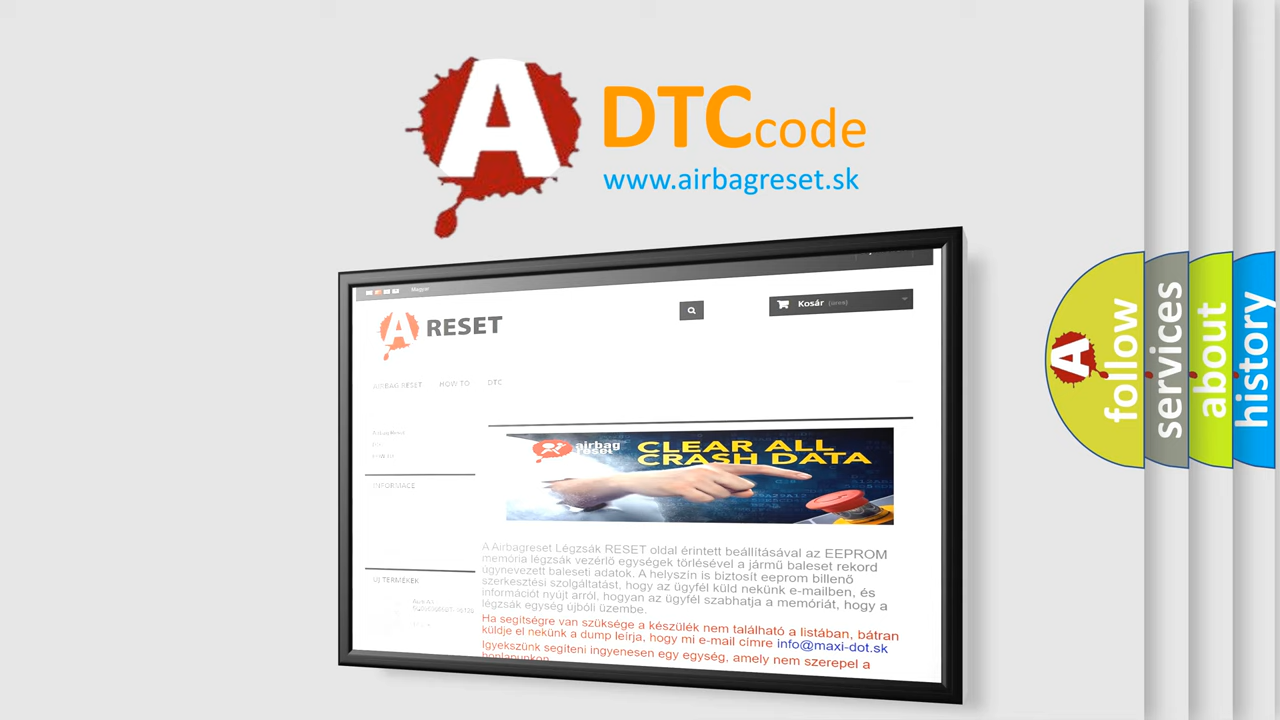 A DTC code
www.airbagreset.sk
Magyar
A RESET
Kosár (üres)
AIRBAG RESET HOW TO DTC
INFORMACE
ÚJ TERMÉKEK
airbag
reset
CLEAR ALL
CRASH DATA
A Airbagreset Légzsák RESET oldal érintett beállításával az EEPROM
memória légzsák vezérlő egységek törlésével a jármű baleset rekord
úgynevezett baleseti adatok. A helyszín is biztosít eeprom billenő
szerkesztési szolgáltatást, hogy az ügyfél küld nekünk e-mailben, és
információt nyújt arról, hogyan az ügyfél szabhatja a memóriát, hogy a
légzsák egység újbóli üzembe.
Ha segítségre van szüksége a készülék nem található a listában, bátran
küldje el nekünk a dump leírja, hogy mi e-mail címre info@maxi-dot.sk
Igyekszünk segíteni ingyenesen egy egység, amely nem szerepel a
honlapunkon
A follow
services
about
history